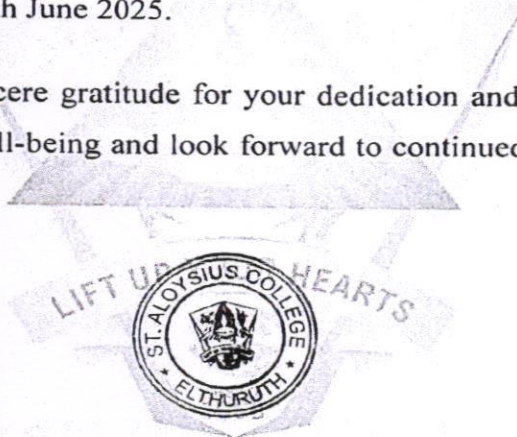 h June 2025.
cere gratitude for your dedication and
ll-being and look forward to continued
LIFT UP HEARTS
ST. ALOYSIUS COLLEGE
★ ELTHURUTH ★